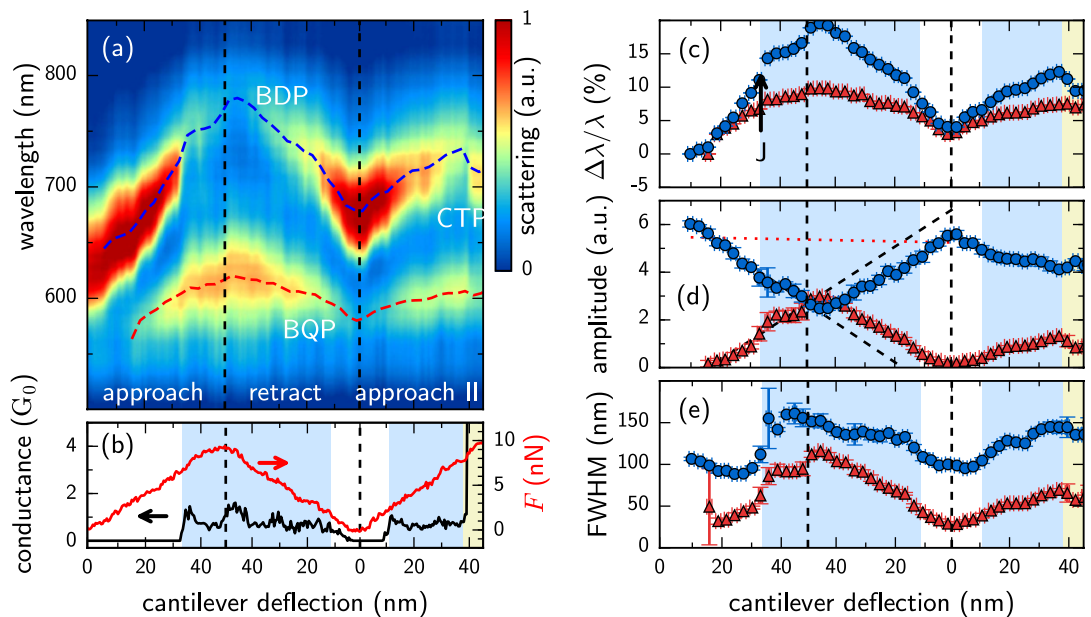 (a)
BDP
BQP
CTP
approach
retract
approach II
wavelength (nm)
800
700
600
1
0
scattering (a.u.)
(b)
conductance (G₀)
4
2
0
10
5
0
F (nN)
0 20 40 40 20 0 20 40
cantilever deflection (nm)
(c)
Δλ/λ (%)
15
10
5
0
-5
(d)
amplitude (a.u.)
6
4
2
0
(e)
FWHM (nm)
150
100
50
0
0 20 40 40 20 0 20 40
cantilever deflection (nm)